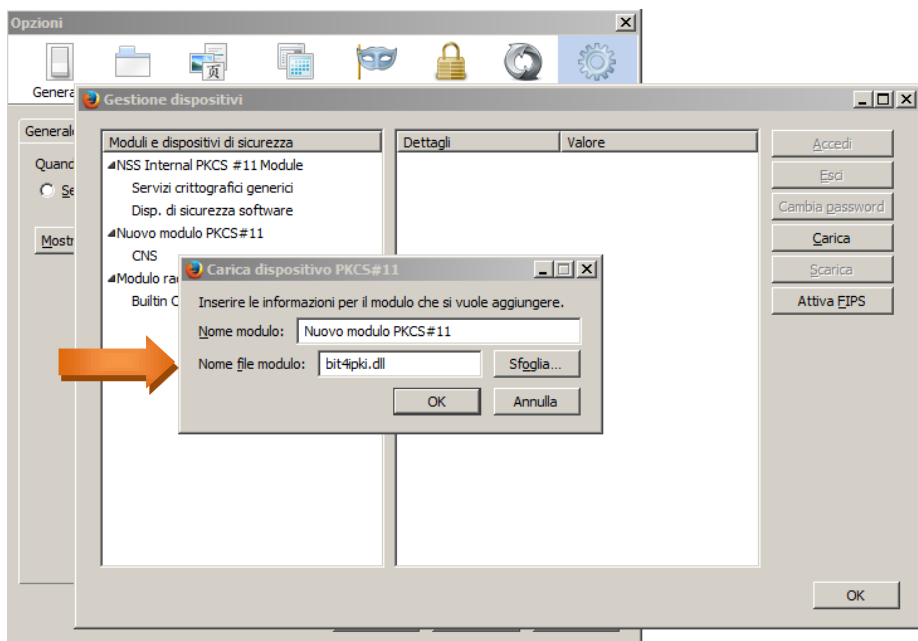 Opzioni
Genera
Gestione dispositivi
General
Quand
Se
Mostr
Moduli e dispositivi di sicurezza
NSS Internal PKCS #11 Module
Servizi crittografici generici
Disp. di sicurezza software
Nuovo modulo PKCS#11
CNS
Modulo ra
Builtin C
Dettagli
Valore
Accedi
Esci
Cambia password
Carica
Scarica
Attiva FIPS
Carica dispositivo PKCS#11
Inserire le informazioni per il modulo che si vuole aggiungere.
Nome modulo: Nuovo modulo PKCS#11
Nome file modulo: bit4ipki.dll Sfoglia...
OK Annulla
OK